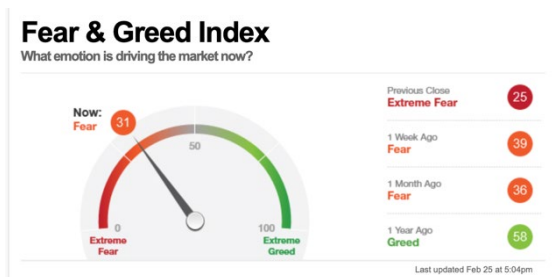 Fear & Greed Index
What emotion is driving the market now?
Now:
Fear
31
50
0
Extreme
Fear
100
Extreme
Greed
Previous Close
Extreme Fear
25
1 Week Ago
Fear
39
1 Month Ago
Fear
36
1 Year Ago
Greed
58
Last updated Feb 25 at 5:04pm